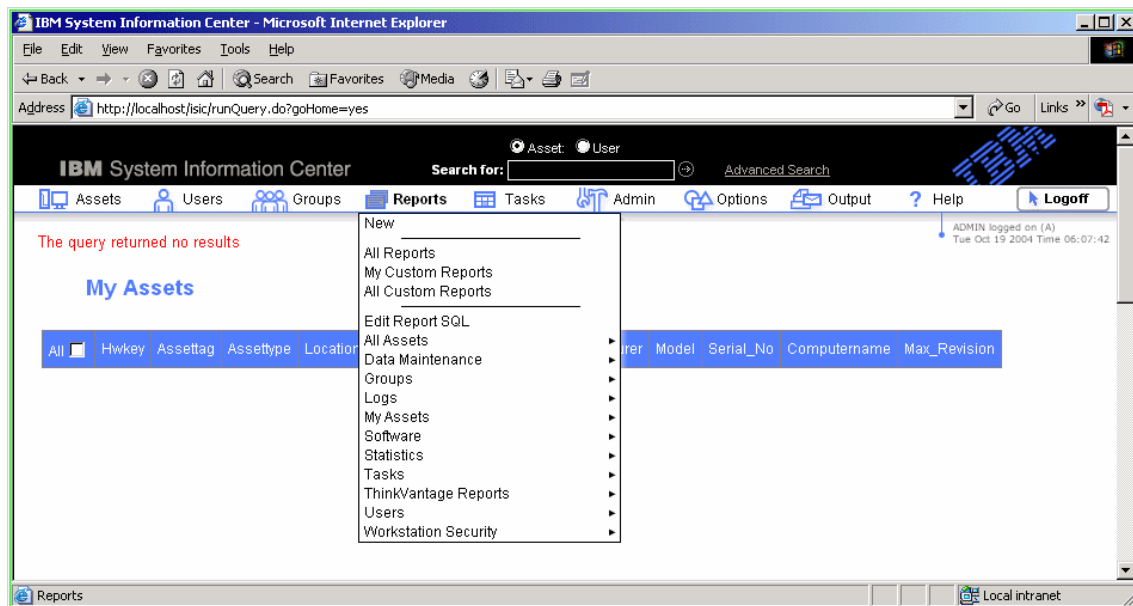 IBM System Information Center - Microsoft Internet Explorer
File Edit View Favorites Tools Help
Back Search Favorites Media
Address http://localhost/isic/runQuery.do?goHome=yes Go Links »
Asset: User
IBM System Information Center Search for: Advanced Search IBM
Assets Users Groups Reports Tasks Admin Options Output ? Help Logoff
ADMIN logged on (A)
Tue Oct 19 2004 Time 06:07:42
The query returned no results
My Assets
All Hwkey Assettag Assettype Location urer Model Serial_No Computername Max_Revision
New
All Reports
My Custom Reports
All Custom Reports
Edit Report SQL
All Assets
Data Maintenance
Groups
Logs
My Assets
Software
Statistics
Tasks
ThinkVantage Reports
Users
Workstation Security
Reports Local intranet